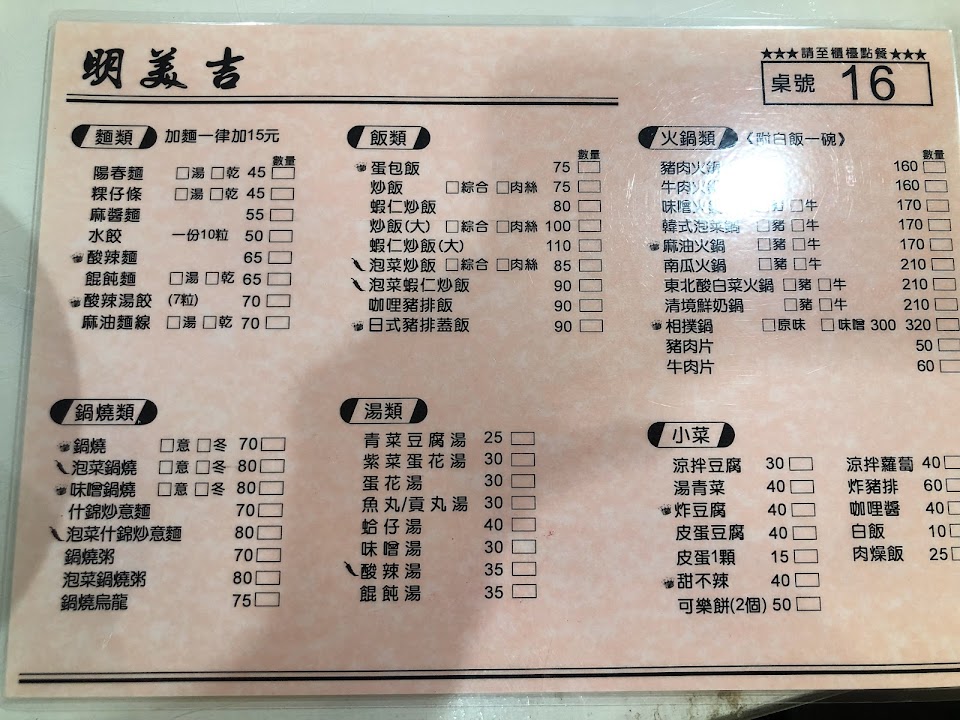 明美吉
★★★請至櫃檯點餐★★★
桌號 16
麵類 加麵一律加15元
數量
陽春麵 □湯 □乾 45 □
粿仔條 □湯 □乾 45 □
麻醬麵 55 □
水餃 一份10粒 50 □
酸辣麵 65 □
餛飩麵 □湯 □乾 65 □
酸辣湯餃 (7粒) 70 □
麻油麵線 □湯 □乾 70 □
飯類
數量
蛋包飯 75 □
炒飯 □綜合 □肉絲 75 □
蝦仁炒飯 80 □
炒飯(大) □綜合 □肉絲 100 □
蝦仁炒飯(大) 110 □
泡菜炒飯 □綜合 □肉絲 85 □
泡菜蝦仁炒飯 90 □
咖哩豬排飯 90 □
日式豬排蓋飯 90 □
火鍋類 《附白飯一碗》
數量
豬肉火鍋 160 □
牛肉火鍋 160 □
味噌火鍋 □豬 □牛 170 □
韓式泡菜鍋 □豬 □牛 170 □
麻油火鍋 □豬 □牛 170 □
南瓜火鍋 □豬 □牛 210 □
東北酸白菜火鍋 □豬 □牛 210 □
清境鮮奶鍋 □豬 □牛 210 □
相撲鍋 □原味 □味噌 300 320 □
豬肉片 50 □
牛肉片 60 □
鍋燒類
鍋燒 □意 □冬 70 □
泡菜鍋燒 □意 □冬 80 □
味噌鍋燒 □意 □冬 80 □
什錦炒意麵 70 □
泡菜什錦炒意麵 80 □
鍋燒粥 70 □
泡菜鍋燒粥 80 □
鍋燒烏龍 75 □
湯類
青菜豆腐湯 25 □
紫菜蛋花湯 30 □
蛋花湯 30 □
魚丸/貢丸湯 30 □
蛤仔湯 40 □
味噌湯 30 □
酸辣湯 35 □
餛飩湯 35 □
小菜
涼拌豆腐 30 □
湯青菜 40 □
炸豆腐 40 □
皮蛋豆腐 40 □
皮蛋1顆 15 □
甜不辣 40 □
可樂餅(2個) 50 □
涼拌蘿蔔 40 □
炸豬排 60 □
咖哩醬 40 □
白飯 10 □
肉燥飯 25 □